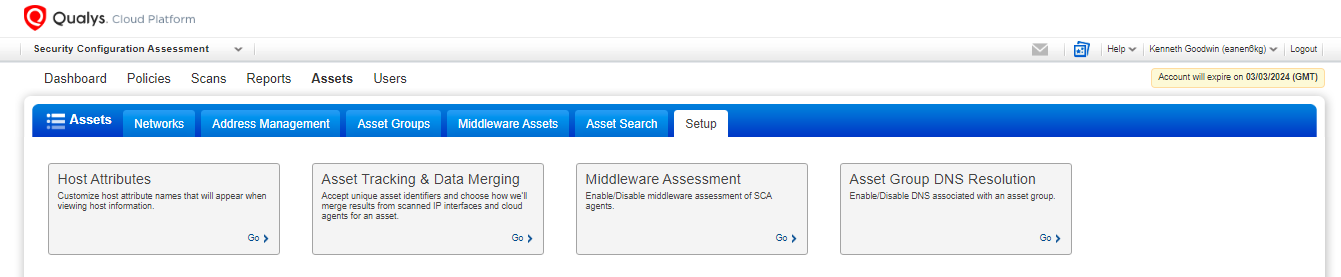 Qualys. Cloud Platform
Security Configuration Assessment
Help
Kenneth Goodwin (eanen6kg)
Logout
Dashboard Policies Scans Reports Assets Users
Account will expire on 03/03/2024 (GMT)
Assets Networks Address Management Asset Groups Middleware Assets Asset Search Setup
Host Attributes
Customize host attribute names that will appear when
viewing host information.
Go
Asset Tracking & Data Merging
Accept unique asset identifiers and choose how we'll
merge results from scanned IP interfaces and cloud
agents for an asset.
Go
Middleware Assessment
Enable/Disable middleware assessment of SCA
agents.
Go
Asset Group DNS Resolution
Enable/Disable DNS associated with an asset group.
Go